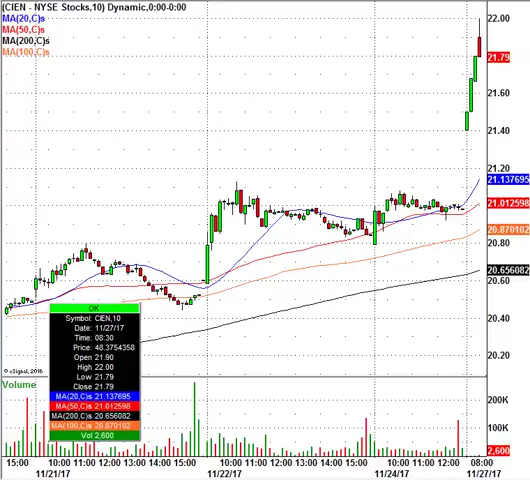 (CIEN - NYSE Stocks,10) Dynamic,0:00-0:00
MA(20,C)s
MA(50,C)s
MA(200,C)s
MA(100,C)s
22.00
21.79
21.60
21.40
21.20
21.137695
21.012598
20.870102
20.80
20.656082
20.60
20.40
20.20
OK
Symbol: CIEN,10
Date: 11/27/17
Time: 08:30
Price: 48.3754358
Open 21.90
High 22.00
Low 21.79
Close 21.79
MA(20,C)s 21.137695
MA(50,C)s 21.012598
MA(200,C)s 20.656082
MA(100,C)s 20.870102
Vol 2,600
© eSignal, 2016
Volume
200K
100K
2,600
15:00 10:00 11:00 12:00 13:00 14:00 15:00 10:00 11:00 12:00 13:00 14:00 15:00 10:00 11:00 12:00 08:00
11/21/17 11/22/17 11/24/17 11/27/17